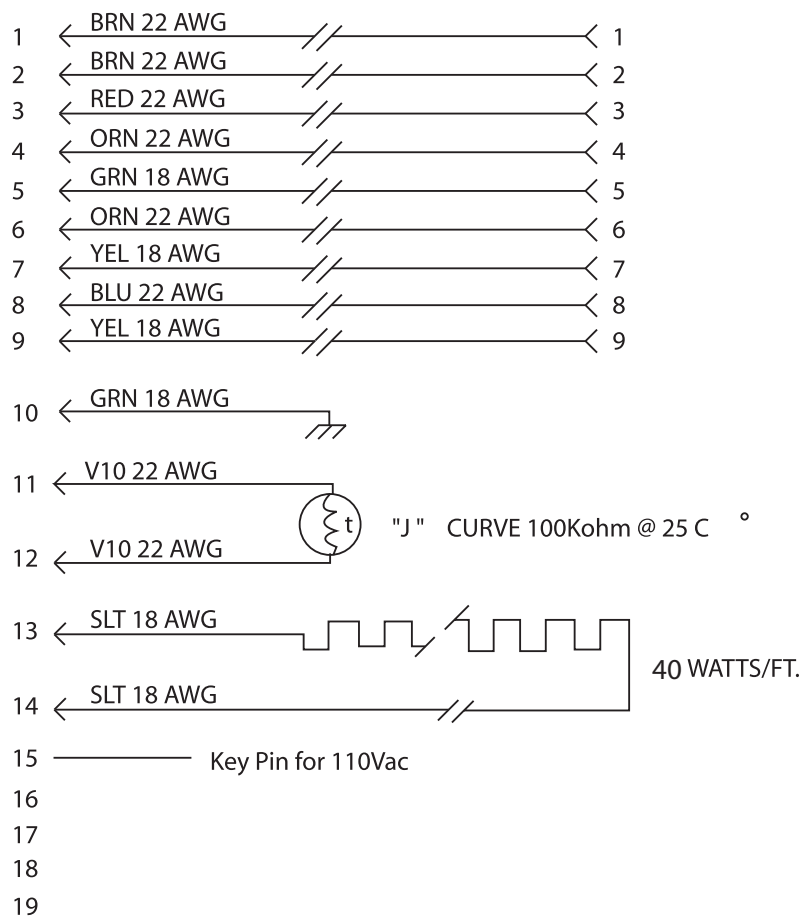 BRN 22 AWG
1 1
BRN 22 AWG
2 2
RED 22 AWG
3 3
ORN 22 AWG
4 4
GRN 18 AWG
5 5
ORN 22 AWG
6 6
YEL 18 AWG
7 7
BLU 22 AWG
8 8
YEL 18 AWG
9 9
GRN 18 AWG
10
V10 22 AWG
11
t "J " CURVE 100Kohm @ 25 C °
V10 22 AWG
12
SLT 18 AWG
13
40 WATTS/FT.
SLT 18 AWG
14
15 Key Pin for 110Vac
16
17
18
19